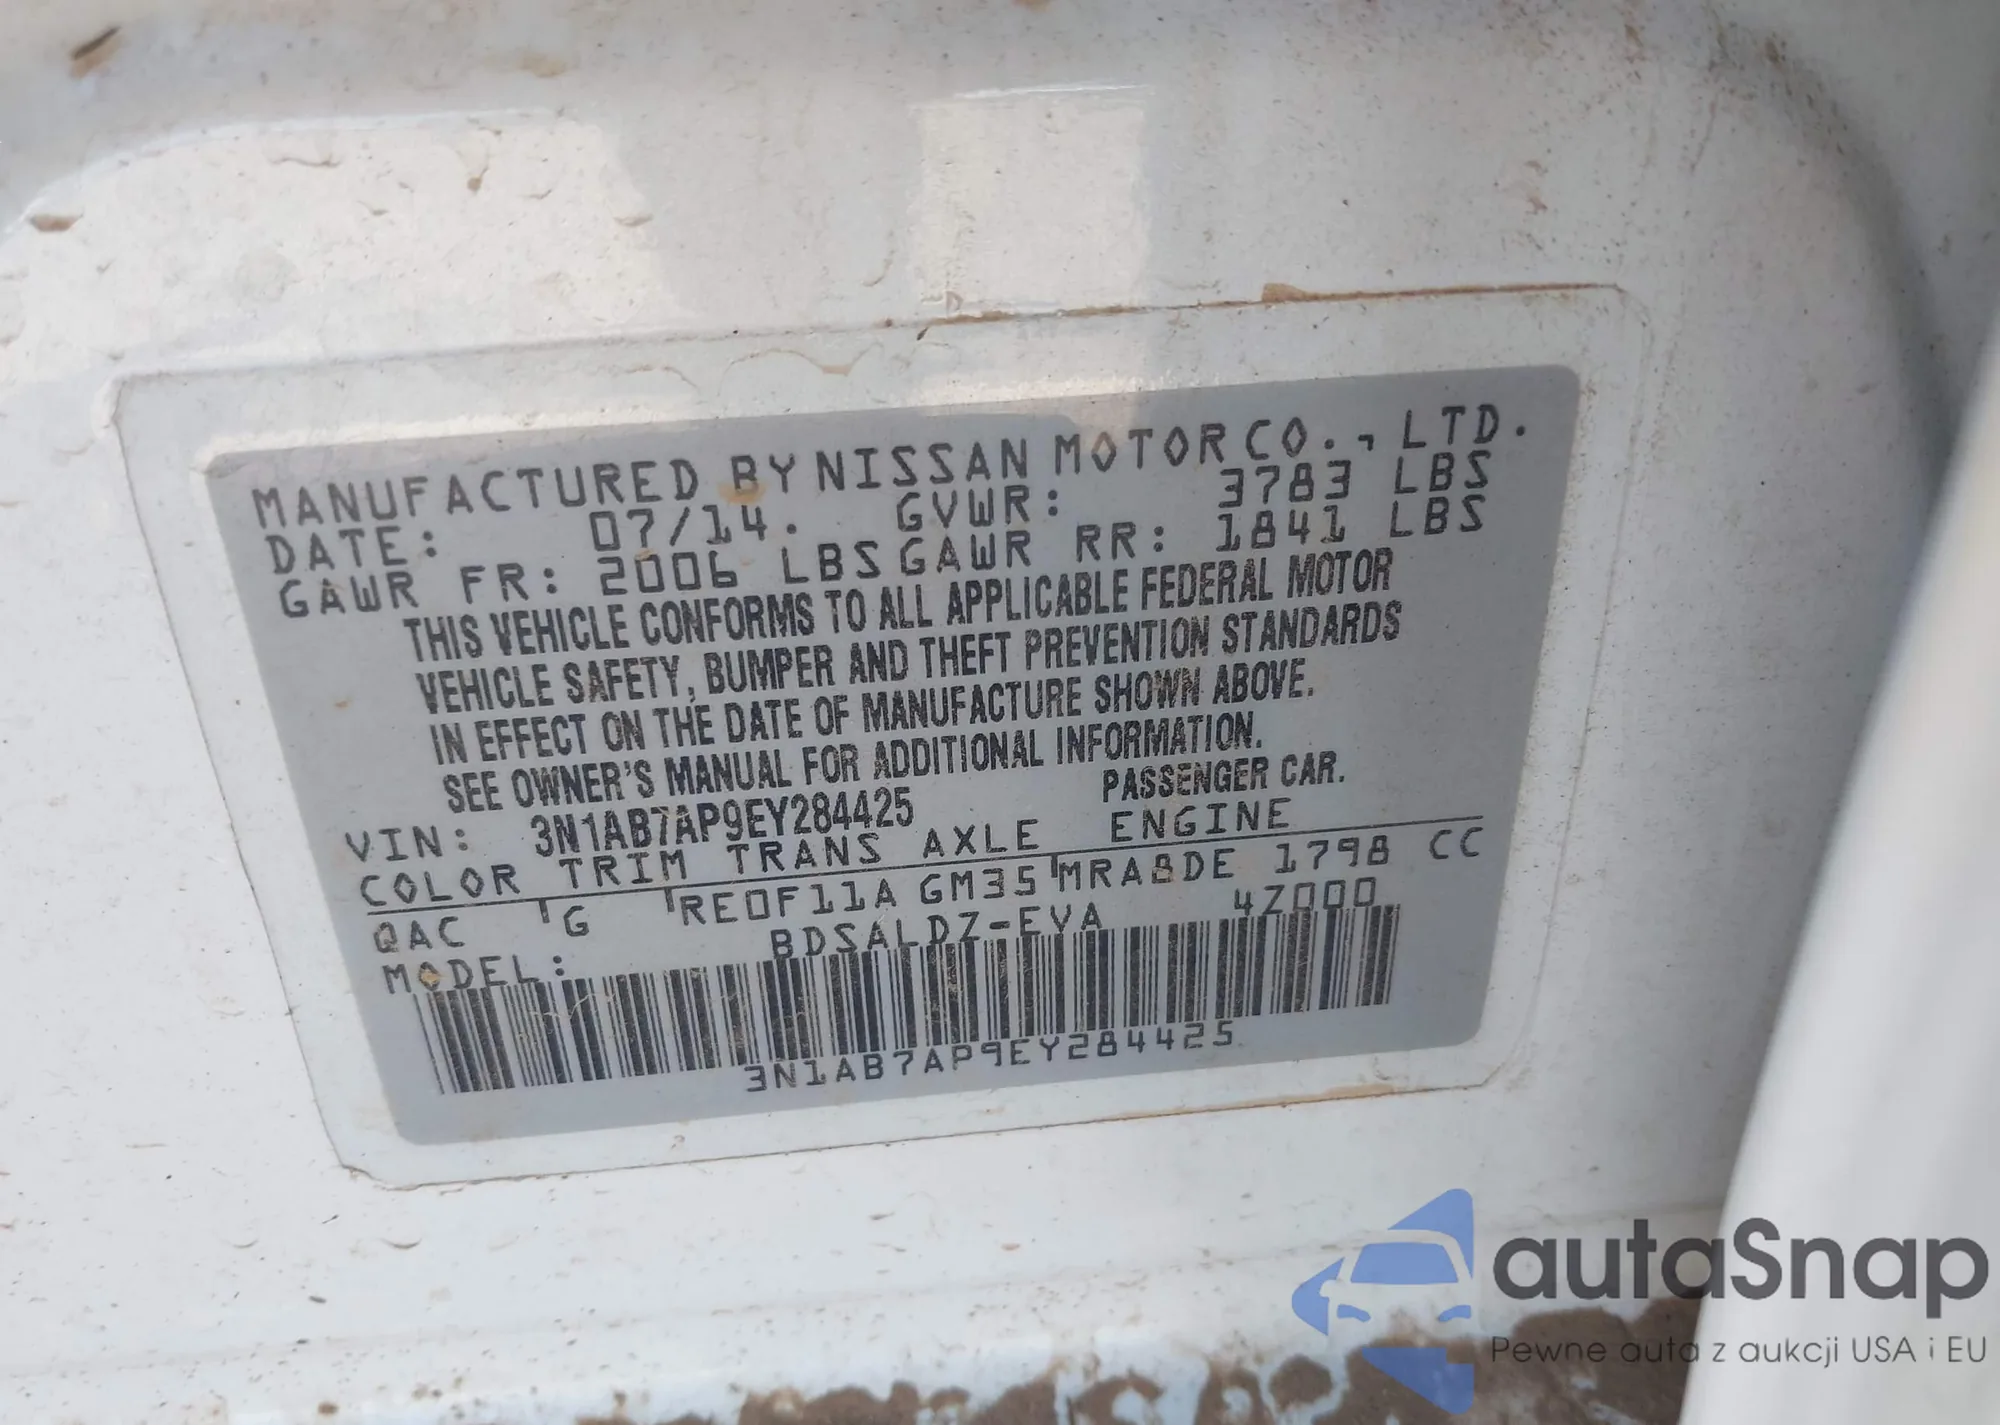 MANUFACTURED BY NISSAN MOTOR CO., LTD.
DATE: 07/14. GVWR: 3783 LBS
GAWR FR: 2006 LBS GAWR RR: 1841 LBS
THIS VEHICLE CONFORMS TO ALL APPLICABLE FEDERAL MOTOR
VEHICLE SAFETY, BUMPER AND THEFT PREVENTION STANDARDS
IN EFFECT ON THE DATE OF MANUFACTURE SHOWN ABOVE.
SEE OWNER'S MANUAL FOR ADDITIONAL INFORMATION.
VIN: 3N1AB7AP9EY284425 PASSENGER CAR.
COLOR TRIM TRANS AXLE ENGINE
QAC G RE0F11A GM35 MRA8DE 1798 CC
MODEL: BDSALDZ-EVA 4Z000
3N1AB7AP9EY284425
autaSnap
Pewne auta z aukcji USA i EU